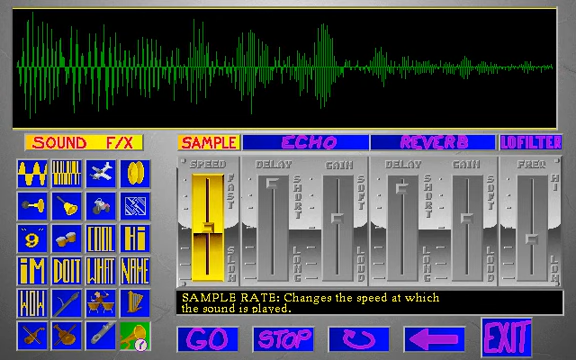 SOUND F/X
SAMPLE ECHO REVERB LOFILTER
SPEED DELAY GAIN DELAY GAIN FREQ
FAST SHORT SOFT SHORT SOFT HI
SLOW LONG LOUD LONG LOUD LOW
"9" COOL Hi
iM DOIT WHAT NAME
WOW
SAMPLE RATE: Changes the speed at which
the sound is played.
GO STOP EXIT